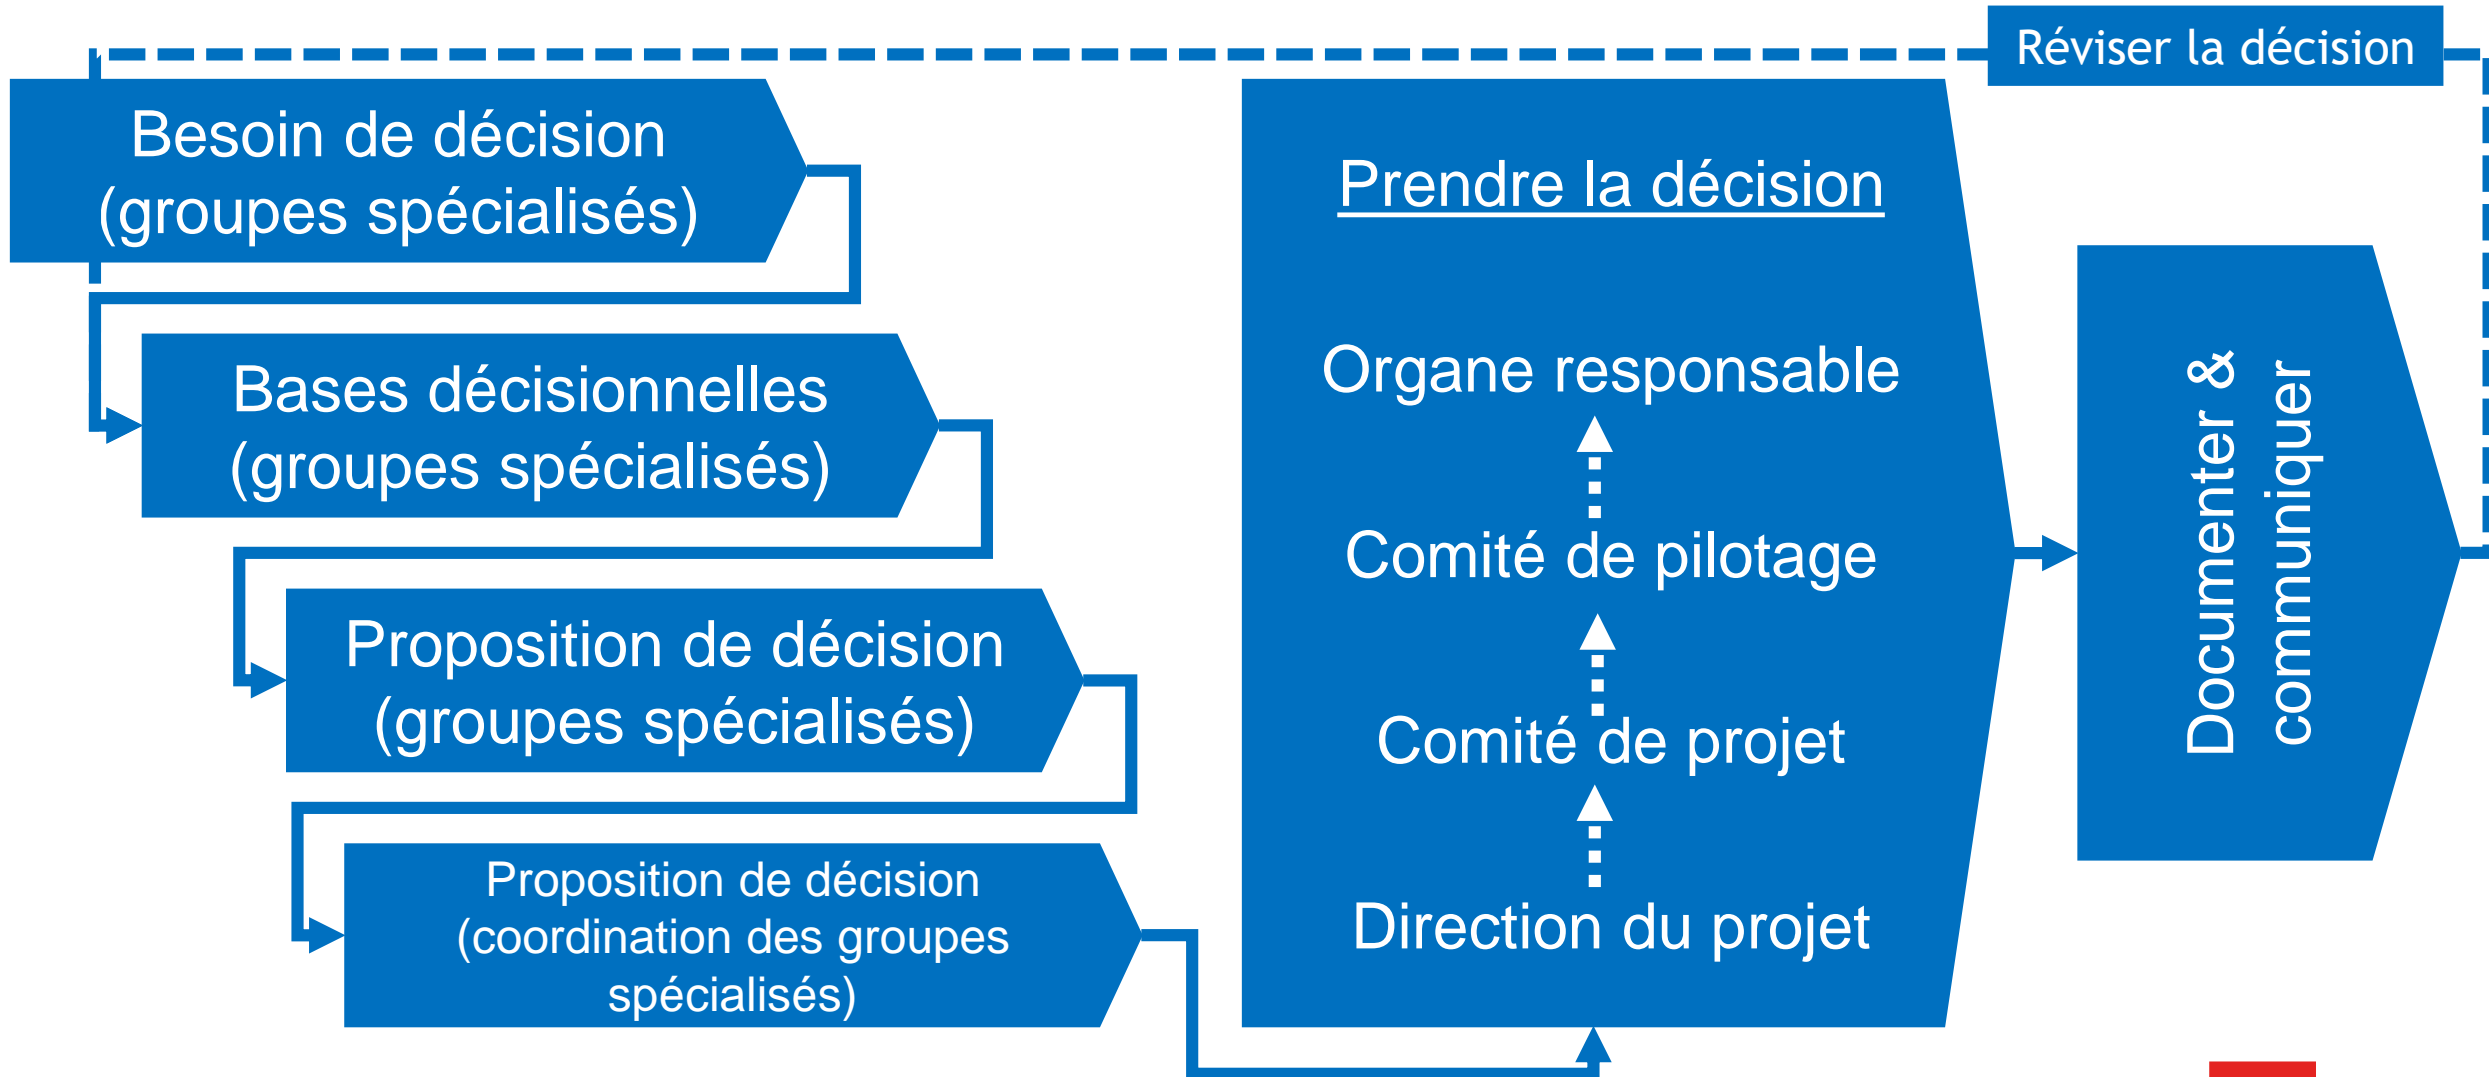 Réviser la décision
Besoin de décision
(groupes spécialisés)
Bases décisionnelles
(groupes spécialisés)
Proposition de décision
(groupes spécialisés)
Proposition de décision
(coordination des groupes
spécialisés)
Prendre la décision
Organe responsable
Comité de pilotage
Comité de projet
Direction du projet
Documenter &
communiquer